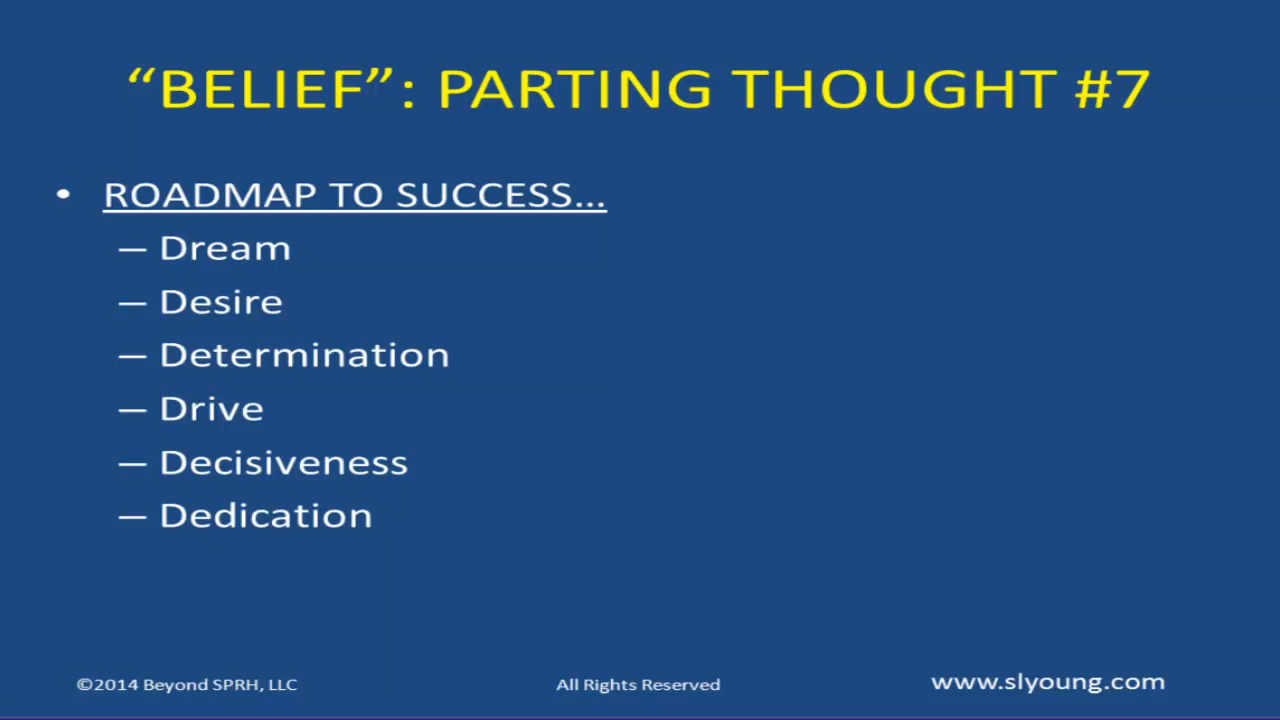 “BELIEF”: PARTING THOUGHT #7
• ROADMAP TO SUCCESS...
– Dream
– Desire
– Determination
– Drive
– Decisiveness
– Dedication
©2014 Beyond SPRH, LLC All Rights Reserved www.slyoung.com